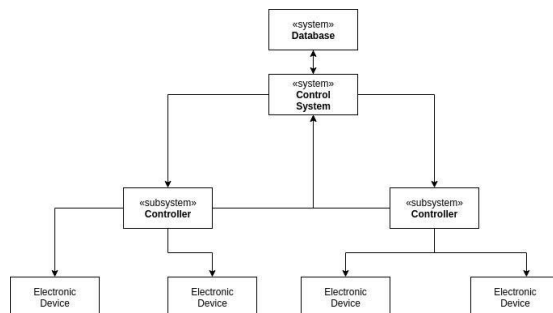 «system»
Database
«system»
Control
System
«subsystem»
Controller
«subsystem»
Controller
Electronic
Device
Electronic
Device
Electronic
Device
Electronic
Device